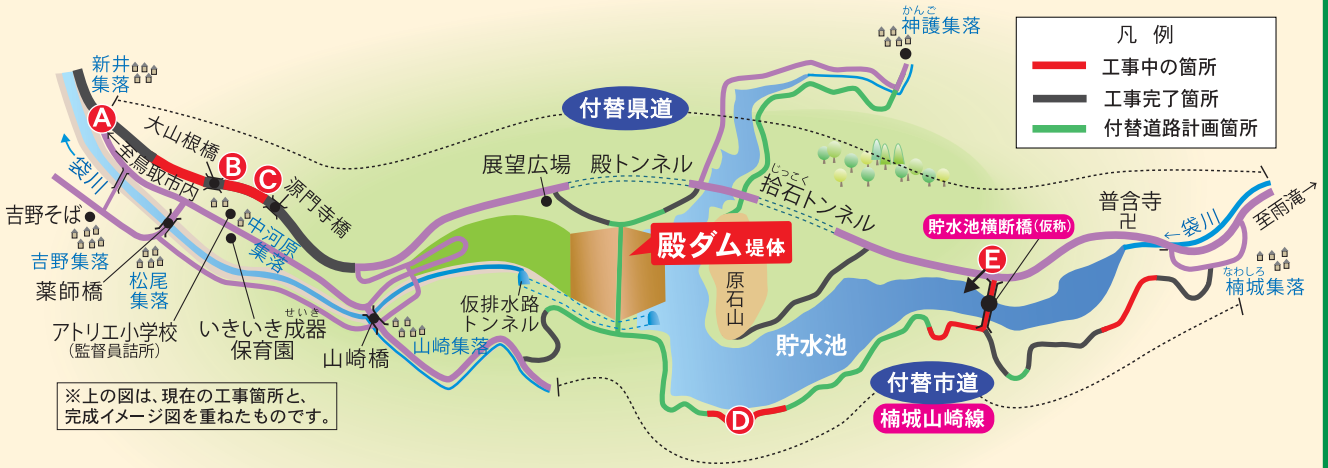 かんご
神護集落
凡 例
工事中の箇所
工事完了箇所
付替道路計画箇所
新井
集落
A
大山根橋
B
C
源門寺橋
付替県道
展望広場
殿トンネル
じっこく
拾石トンネル
←至鳥取市内
←袋川
吉野そば
吉野集落
薬師橋
松尾
集落
中河原
集落
アトリエ小学校
(監督員詰所)
せいき
いきいき成器
保育園
山崎橋
山崎集落
仮排水路
トンネル
殿ダム堤体
原石山
貯水池
貯水池横断橋(仮称)
E
普含寺
卍
←袋川
至雨滝→
なわしろ
楠城集落
付替市道
楠城山崎線
D
※上の図は、現在の工事箇所と、
完成イメージ図を重ねたものです。